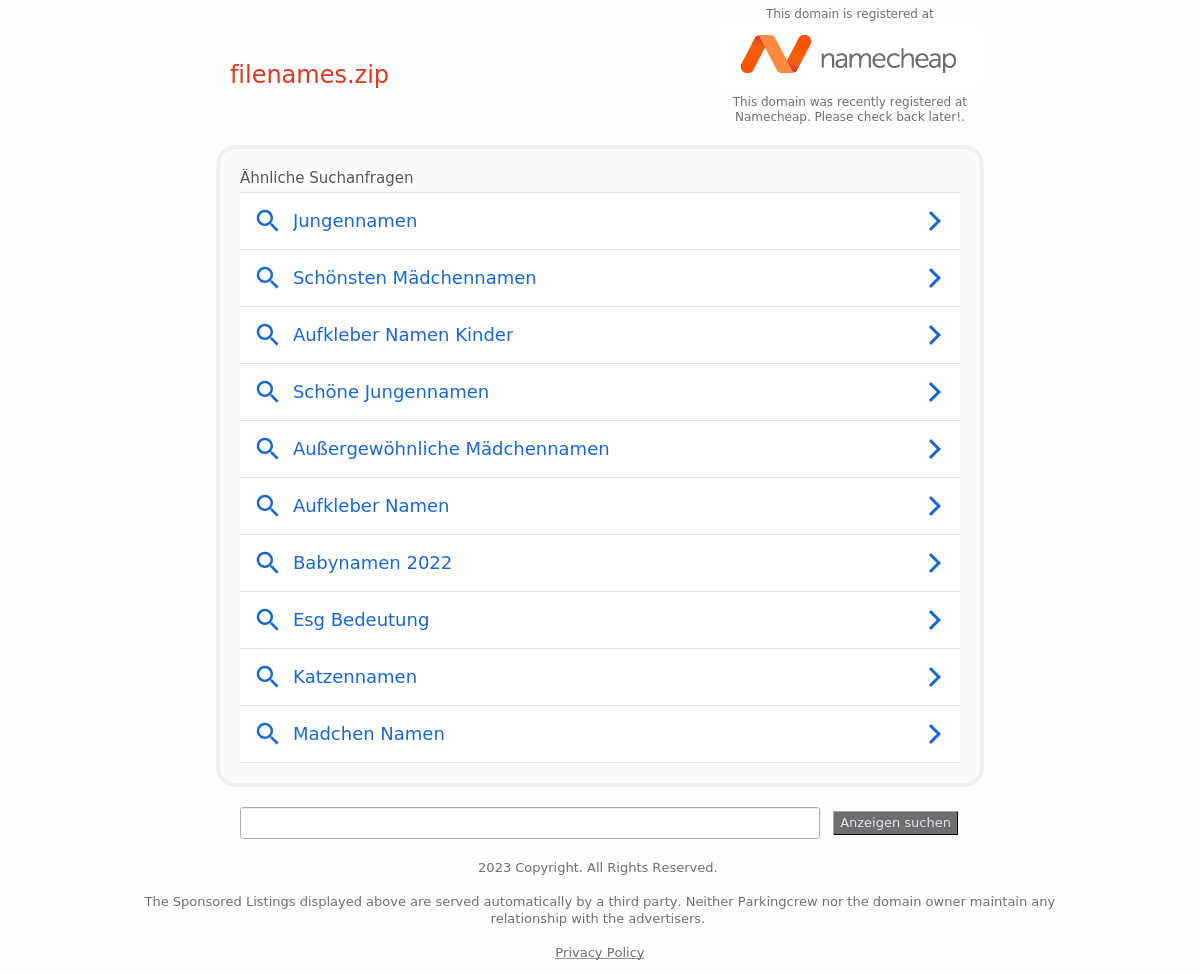 This domain is registered at
namecheap
filenames.zip
This domain was recently registered at
Namecheap. Please check back later!.
Ähnliche Suchanfragen
Jungennamen
Schönsten Mädchennamen
Aufkleber Namen Kinder
Schöne Jungennamen
Außergewöhnliche Mädchennamen
Aufkleber Namen
Babynamen 2022
Esg Bedeutung
Katzennamen
Madchen Namen
Anzeigen suchen
2023 Copyright. All Rights Reserved.
The Sponsored Listings displayed above are served automatically by a third party. Neither Parkingcrew nor the domain owner maintain any
relationship with the advertisers.
Privacy Policy